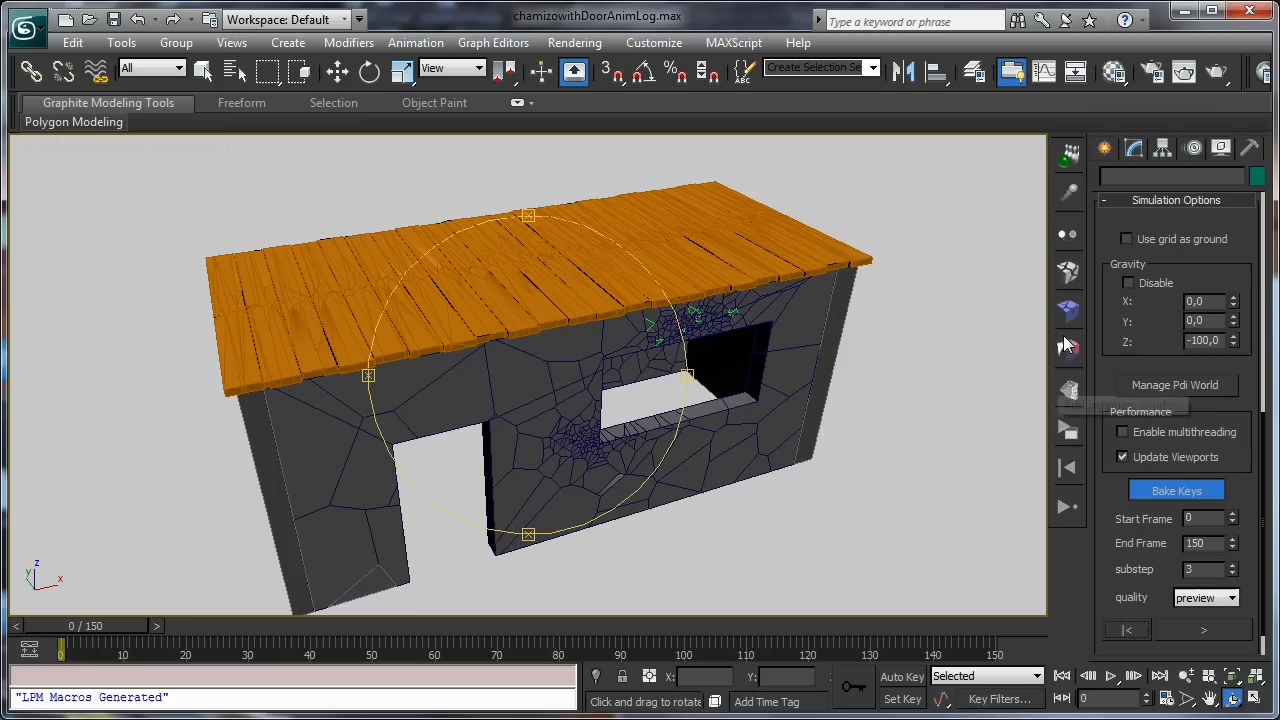 Workspace: Default
chamizowithDoorAnimLog.max
Type a keyword or phrase
Edit Tools Group Views Create Modifiers Animation Graph Editors Rendering Customize MAXScript Help
All
View
Create Selection Se
Graphite Modeling Tools Freeform Selection Object Paint
Polygon Modeling
- Simulation Options
Use grid as ground
Gravity
Disable
X: 0,0
Y: 0,0
Z: -100,0
Manage Pdi World
Performance
Enable multithreading
Update Viewports
Bake Keys
Start Frame 0
End Frame 150
substep 3
quality preview
|< >
z
y
x
< 0 / 150 >
0 10 20 30 40 50 60 70 80 90 100 110 120 130 140 150
X: Y:
Auto Key Selected
"LPM Macros Generated"
Click and drag to rotate
Add Time Tag
Set Key Key Filters... 0